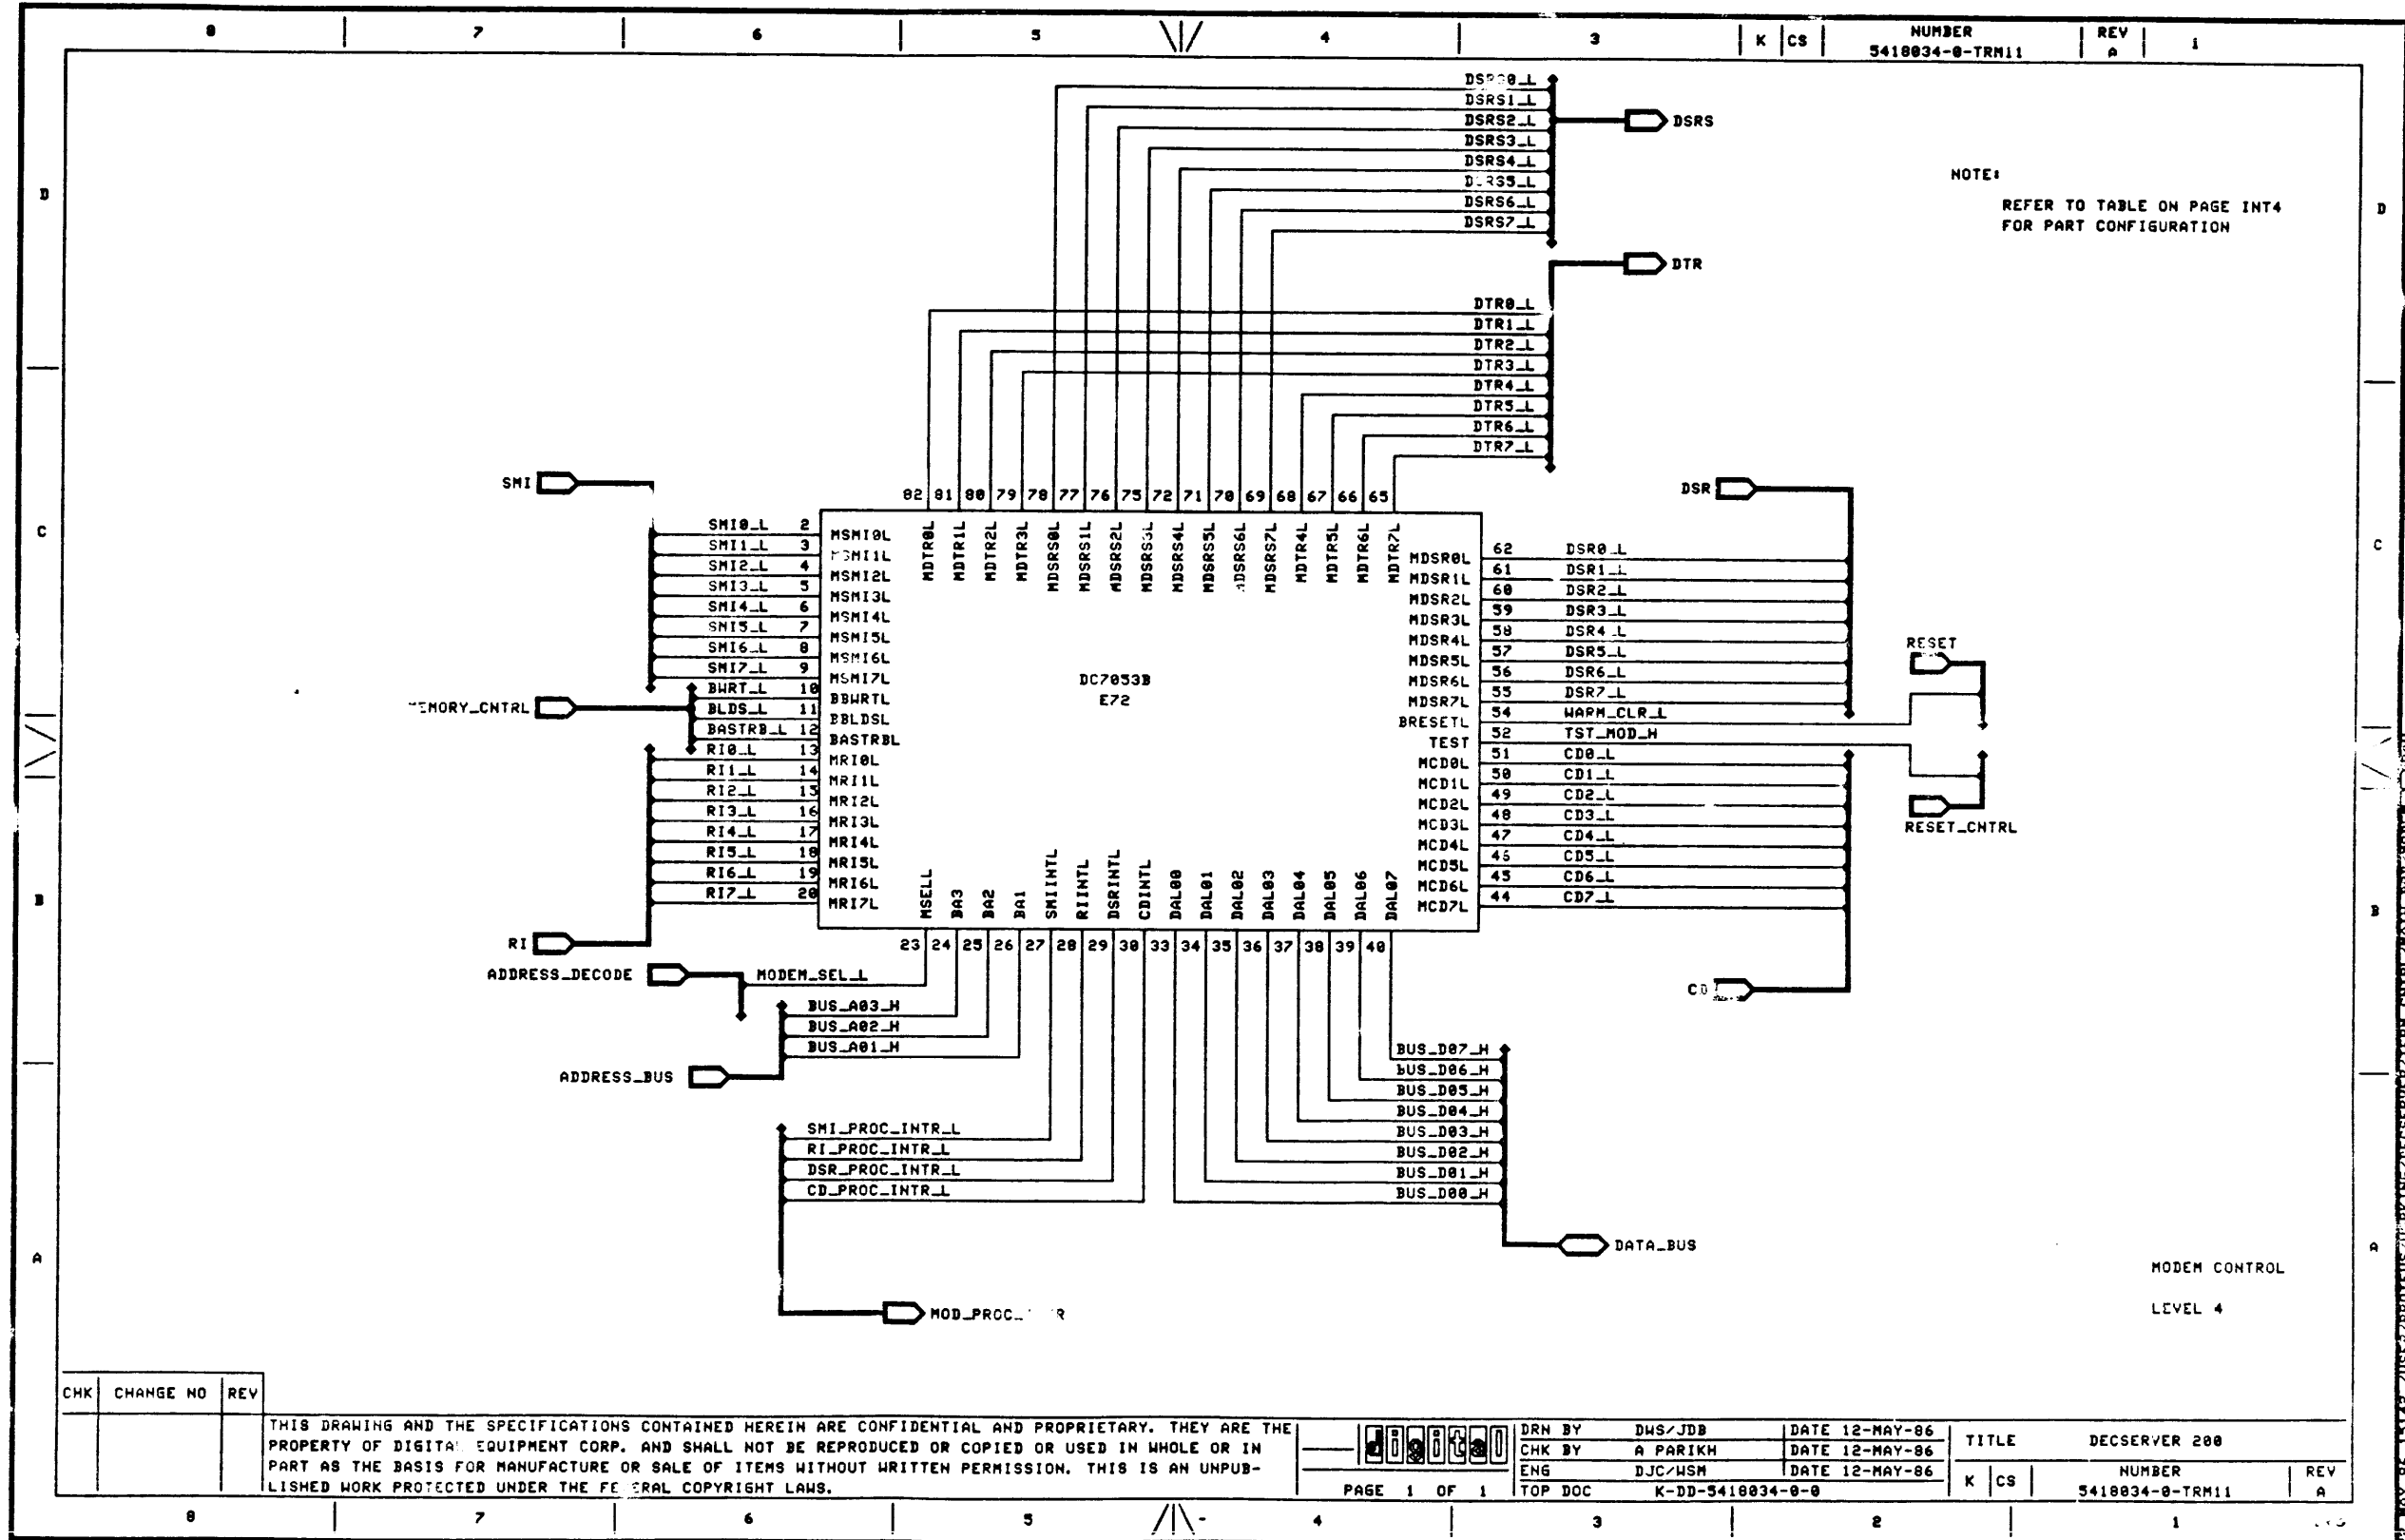 8 7 6 5 4 3 K CS NUMBER 5418034-0-TRM11 REV A 1
DSRS1_L
DSRS2_L
DSRS3_L
DSRS4_L
DSRS6_L
DSRS7_L
DSRS
NOTE:
REFER TO TABLE ON PAGE INT4
FOR PART CONFIGURATION
D D
DTR
DTR0_L
DTR1_L
DTR2_L
DTR3_L
DTR4_L
DTR5_L
DTR6_L
DTR7_L
SMI
DSR
82 81 80 79 78 77 76 75 72 71 70 69 68 67 66 65
MDTR0L MDTR1L MDTR2L MDTR3L MDSRS0L MDSRS1L MDSRS2L MDSRS3L MDSRS4L MDSRS5L MDSRS7L MDTR4L MDTR5L MDTR6L MDTR7L
C C
SMI0_L 2 MSMI0L
SMI1_L 3
SMI2_L 4 MSMI2L
SMI3_L 5 MSMI3L
SMI4_L 6 MSMI4L
SMI5_L 7 MSMI5L
SMI6_L 8 MSMI6L
SMI7_L 9 MSMI7L
BWRT_L 10 BBWRTL
BLDS_L 11 BBLDSL
BASTRB_L 12 BASTRBL
RI0_L 13 MRI0L
RI1_L 14 MRI1L
RI2_L 15 MRI2L
RI3_L 16 MRI3L
RI4_L 17 MRI4L
RI5_L 18 MRI5L
RI6_L 19 MRI6L
RI7_L 20 MRI7L
DC7053B
E72
MDSR0L 62 DSR0_L
MDSR1L 61 DSR1_L
MDSR2L 60 DSR2_L
MDSR3L 59 DSR3_L
MDSR4L 58 DSR4_L
MDSR5L 57 DSR5_L
MDSR6L 56 DSR6_L
MDSR7L 55 DSR7_L
BRESETL 54 WARM_CLR_L
TEST 52 TST_MOD_H
MCD0L 51 CD0_L
MCD1L 50 CD1_L
MCD2L 49 CD2_L
MCD3L 48 CD3_L
MCD4L 47 CD4_L
MCD5L 46 CD5_L
MCD6L 45 CD6_L
MCD7L 44 CD7_L
RESET
RESET_CNTRL
B B
MSELL BA3 BA2 BA1 SMIINTL RIINTL DSRINTL CDINTL DAL00 DAL01 DAL02 DAL03 DAL04 DAL05 DAL06 DAL07
23 24 25 26 27 28 29 30 33 34 35 36 37 38 39 40
RI
ADDRESS_DECODE
MODEM_SEL_L
CD
BUS_A03_H
BUS_A02_H
BUS_A01_H
ADDRESS_BUS
BUS_D07_H
BUS_D06_H
BUS_D05_H
BUS_D04_H
BUS_D03_H
BUS_D02_H
BUS_D01_H
BUS_D00_H
SMI_PROC_INTR_L
RI_PROC_INTR_L
DSR_PROC_INTR_L
CD_PROC_INTR_L
DATA_BUS
A A
MODEM CONTROL
LEVEL 4
CHK CHANGE NO REV
THIS DRAWING AND THE SPECIFICATIONS CONTAINED HEREIN ARE CONFIDENTIAL AND PROPRIETARY. THEY ARE THE
PROPERTY OF DIGITAL EQUIPMENT CORP. AND SHALL NOT BE REPRODUCED OR COPIED OR USED IN WHOLE OR IN
PART AS THE BASIS FOR MANUFACTURE OR SALE OF ITEMS WITHOUT WRITTEN PERMISSION. THIS IS AN UNPUB-
LISHED WORK PROTECTED UNDER THE FEDERAL COPYRIGHT LAWS.
digital
PAGE 1 OF 1
DRN BY DWS/JDB DATE 12-MAY-86
CHK BY A PARIKH DATE 12-MAY-86
ENG DJC/WSM DATE 12-MAY-86
TOP DOC K-DD-5418034-0-0
TITLE DECSERVER 200
K CS NUMBER 5418034-0-TRM11 REV A
8 7 6 5 4 3 2 1